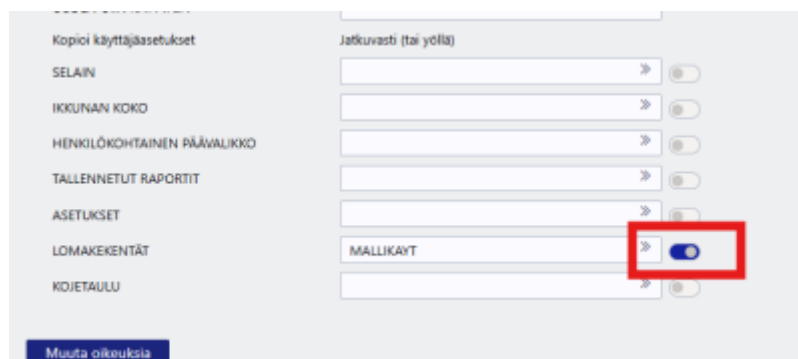 Kopioi käyttäjäasetukset Jatkuvasti (tai yöllä)
SELAIN
IKKUNAN KOKO
HENKILÖKOHTAINEN PÄÄVALIKKO
TALLENNETUT RAPORTIT
ASETUKSET
LOMAKEKENTÄT MALLIKAYT
KOJETAULU
Muuta oikeuksia